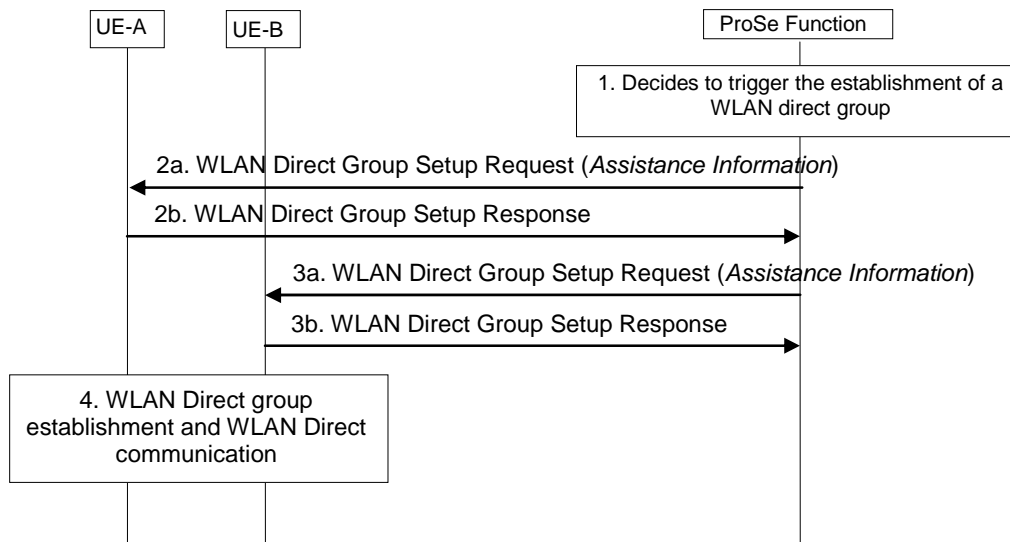 UE-A
UE-B
ProSe Function
1. Decides to trigger the establishment of a
WLAN direct group
2a. WLAN Direct Group Setup Request (Assistance Information)
2b. WLAN Direct Group Setup Response
3a. WLAN Direct Group Setup Request (Assistance Information)
3b. WLAN Direct Group Setup Response
4. WLAN Direct group
establishment and WLAN Direct
communication